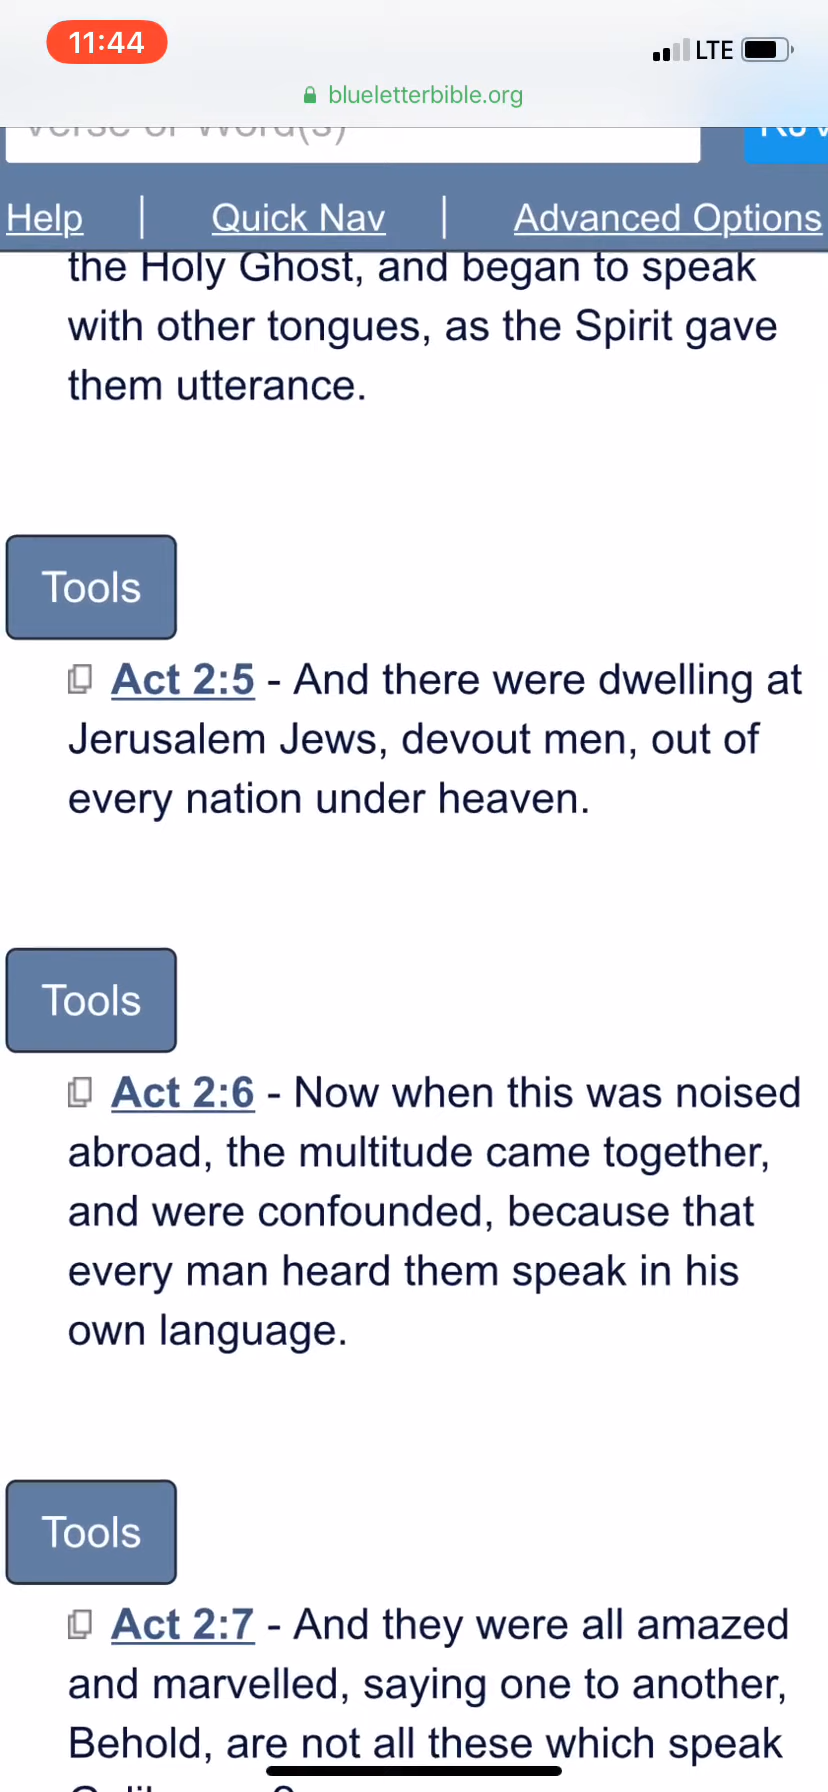 11:44
LTE
blueletterbible.org
Verse or Word(s)
Help | Quick Nav | Advanced Options
the Holy Ghost, and began to speak
with other tongues, as the Spirit gave
them utterance.
Tools
Act 2:5 - And there were dwelling at
Jerusalem Jews, devout men, out of
every nation under heaven.
Tools
Act 2:6 - Now when this was noised
abroad, the multitude came together,
and were confounded, because that
every man heard them speak in his
own language.
Tools
Act 2:7 - And they were all amazed
and marvelled, saying one to another,
Behold, are not all these which speak